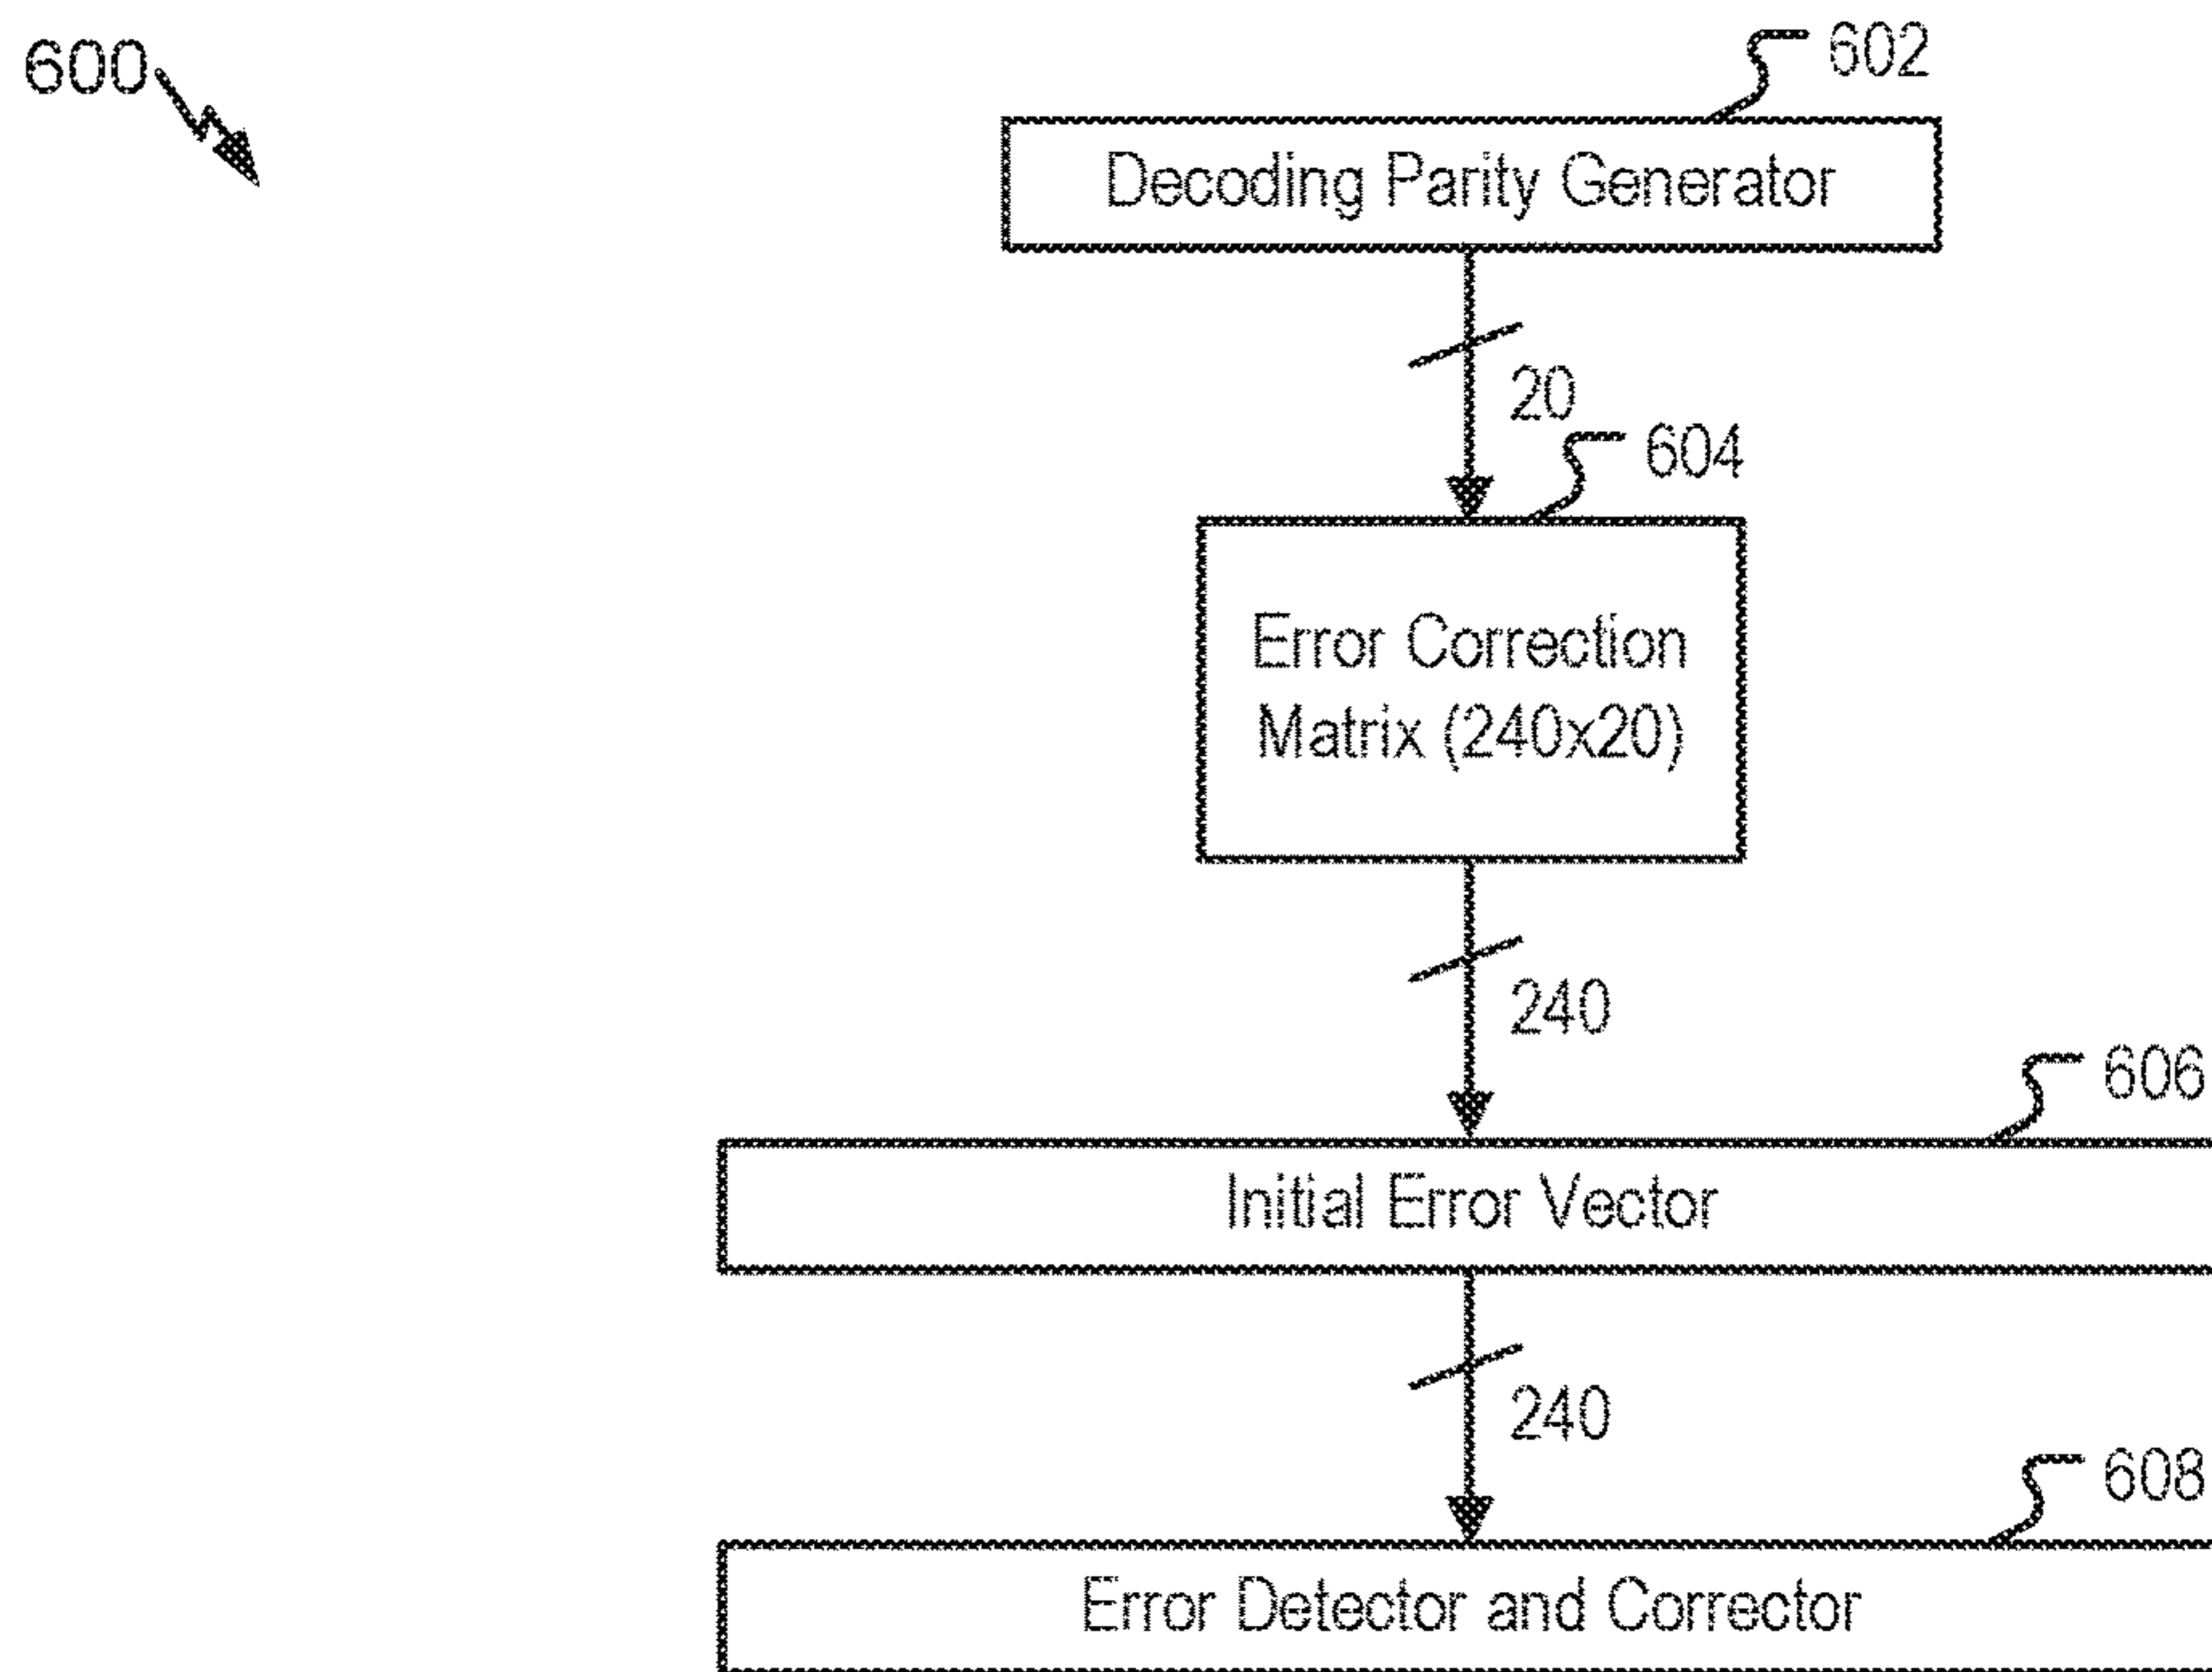 600
602
Decoding Parity Generator
20
604
Error Correction
Matrix (240x20)
240
606
Initial Error Vector
240
608
Error Detector and Corrector